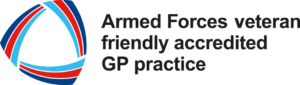 Armed Forces veteran
friendly accredited
GP practice